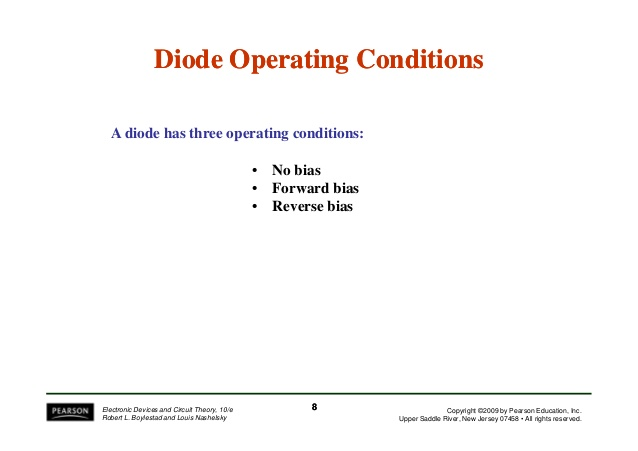 Diode Operating Conditions
A diode has three operating conditions:
• No bias
• Forward bias
• Reverse bias
PEARSON
Electronic Devices and Circuit Theory, 10/e
Robert L. Boylestad and Louis Nashelsky
8
Copyright ©2009 by Pearson Education, Inc.
Upper Saddle River, New Jersey 07458 • All rights reserved.